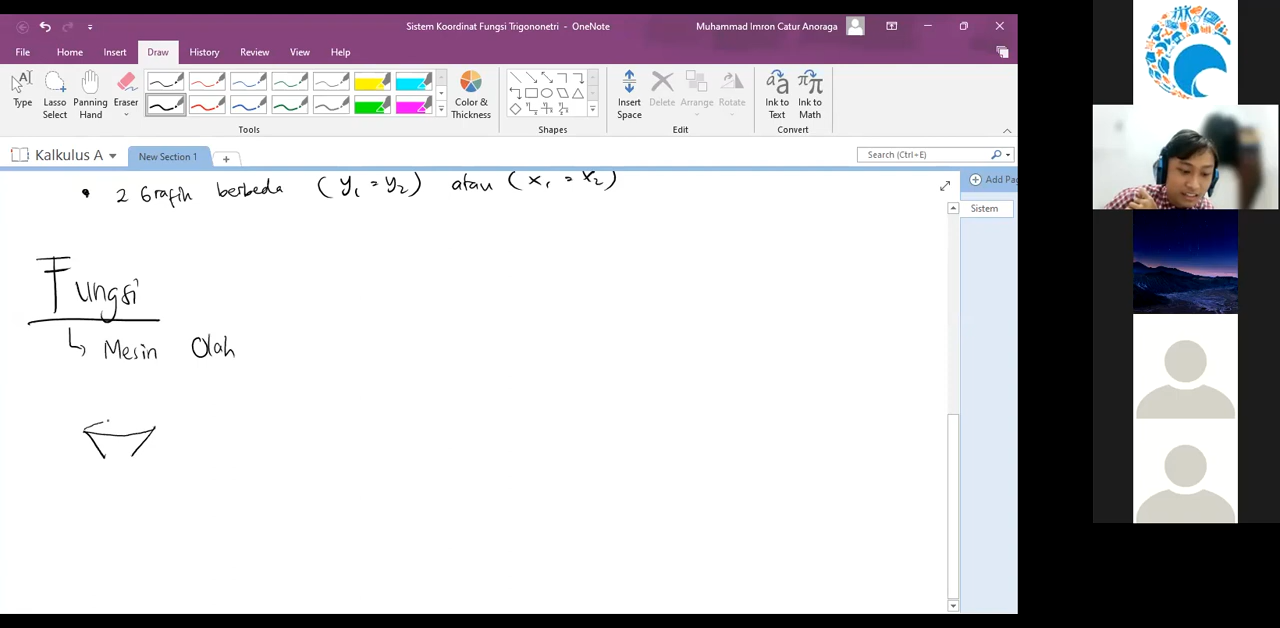 Sistem Koordinat Fungsi Trigononetri - OneNote
Muhammad Imron Catur Anoraga
File Home Insert Draw History Review View Help
Type
Lasso Select
Panning Hand
Eraser
Color & Thickness
Insert Space
Delete
Arrange
Rotate
Ink to Text
Ink to Math
Tools
Shapes
Edit
Convert
Kalkulus A
New Section 1
Search (Ctrl+E)
Add Pag
Sistem
• 2 Grafik berbeda (y₁ = y₂) atau (x₁ = x₂)
Fungsi
↳ Mesin Olah